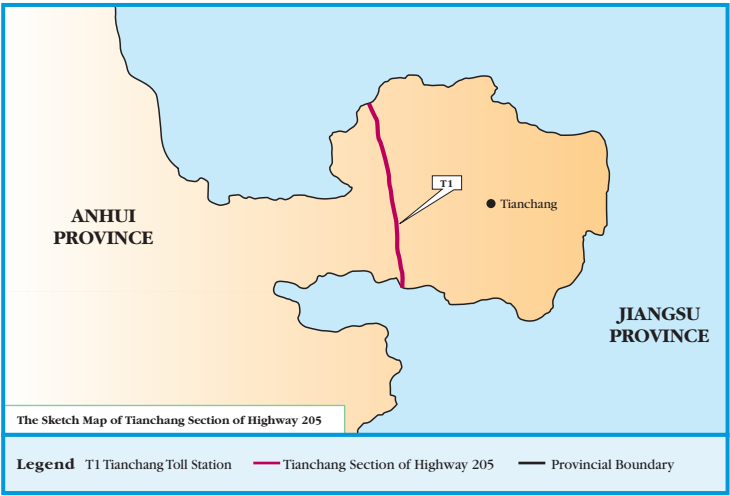 T1
Tianchang
ANHUI
PROVINCE
JIANGSU
PROVINCE
The Sketch Map of Tianchang Section of Highway 205
Legend T1 Tianchang Toll Station Tianchang Section of Highway 205 Provincial Boundary